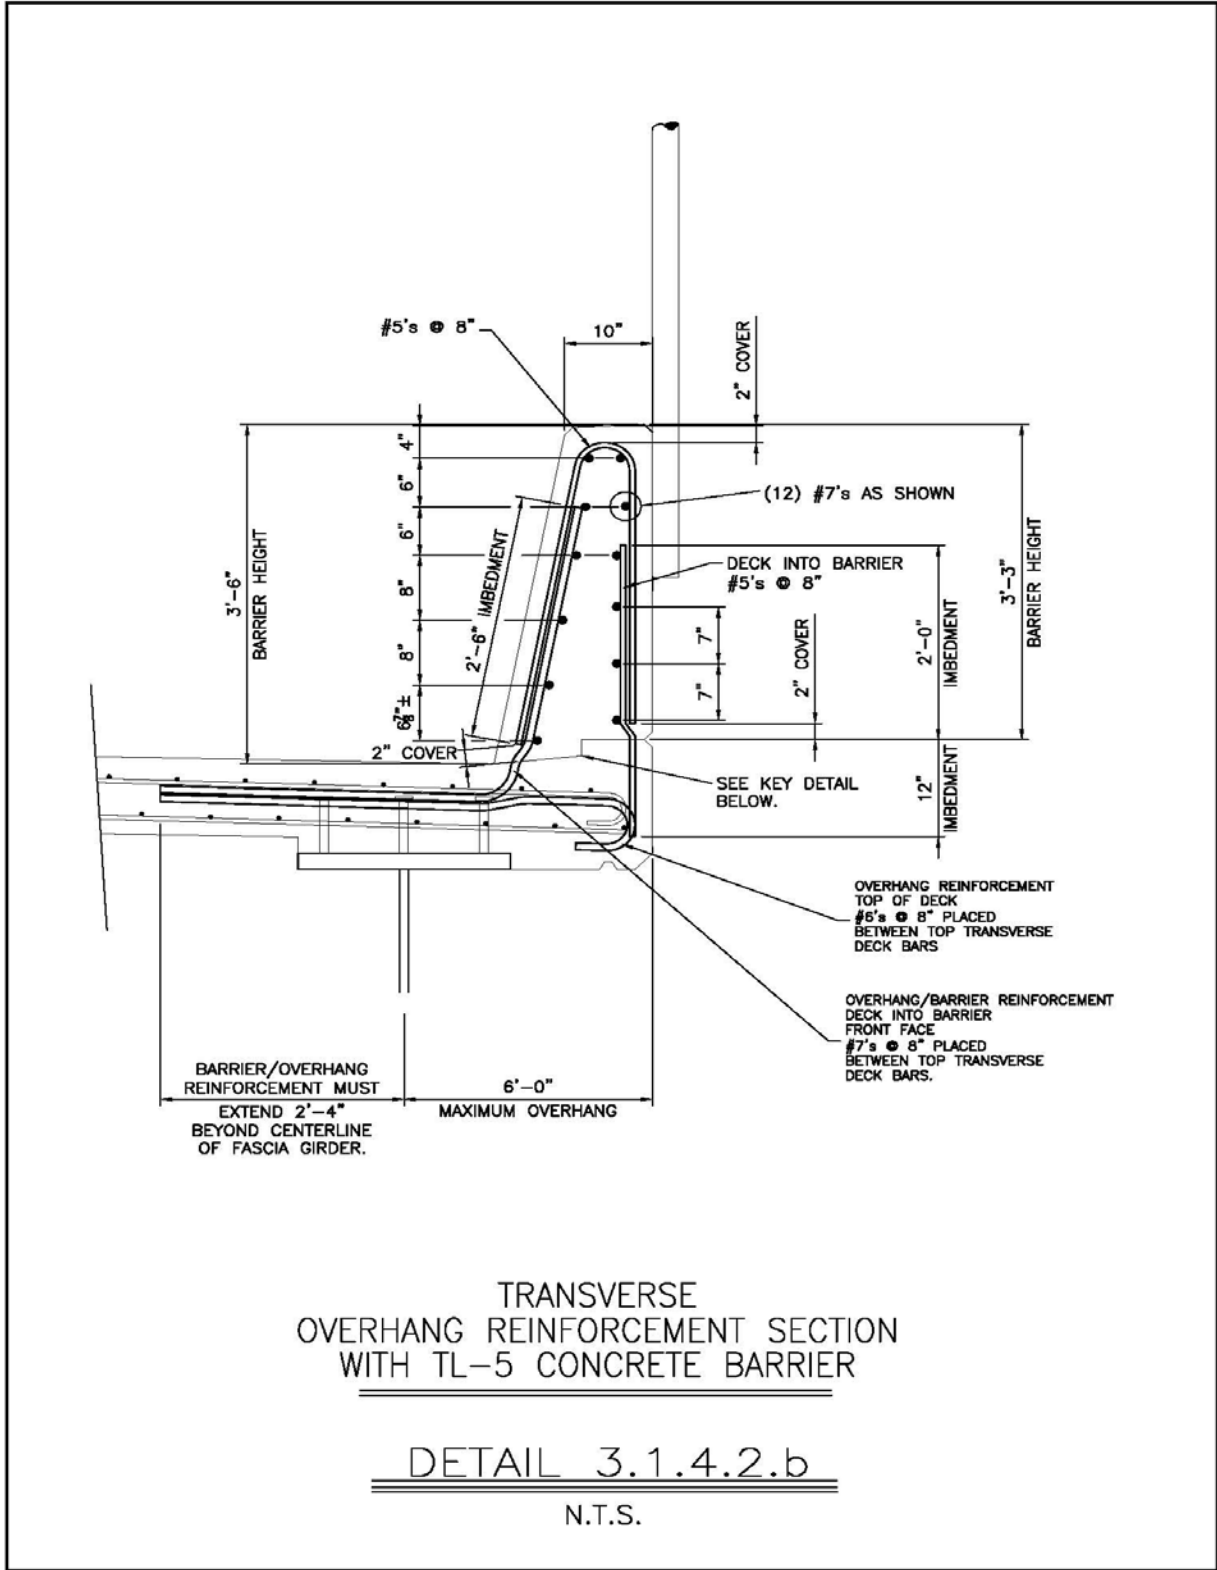 #5's @ 8"
10"
2" COVER
4"
6"
6"
8"
8"
6 7/8" ±
3'-6"
BARRIER HEIGHT
2'-6" IMBEDMENT
2" COVER
(12) #7's AS SHOWN
DECK INTO BARRIER
#5's @ 8"
7"
7"
2" COVER
2'-0"
IMBEDMENT
12"
IMBEDMENT
3'-3"
BARRIER HEIGHT
SEE KEY DETAIL
BELOW.
OVERHANG REINFORCEMENT
TOP OF DECK
#6's @ 8" PLACED
BETWEEN TOP TRANSVERSE
DECK BARS
OVERHANG/BARRIER REINFORCEMENT
DECK INTO BARRIER
FRONT FACE
#7's @ 8" PLACED
BETWEEN TOP TRANSVERSE
DECK BARS.
BARRIER/OVERHANG
REINFORCEMENT MUST
EXTEND 2'-4"
BEYOND CENTERLINE
OF FASCIA GIRDER.
6'-0"
MAXIMUM OVERHANG
TRANSVERSE
OVERHANG REINFORCEMENT SECTION
WITH TL-5 CONCRETE BARRIER
DETAIL 3.1.4.2.b
N.T.S.